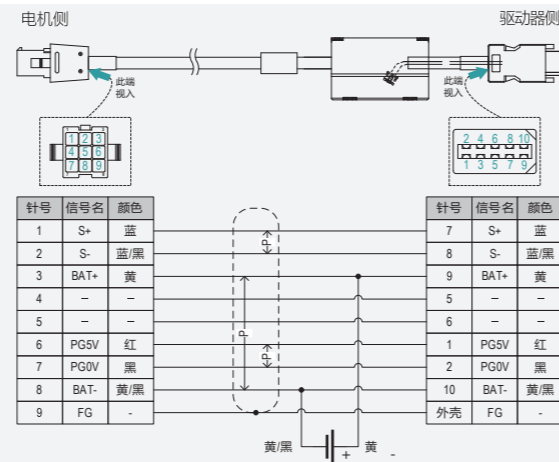 电机侧 驱动器侧
此端 此端
视入 视入
1 2 3
4 5 6
7 8 9
2 4 6 8 10
1 3 5 7 9
针号 信号名 颜色 针号 信号名 颜色
1 S+ 蓝 P 7 S+ 蓝
2 S- 蓝/黑 8 S- 蓝/黑
3 BAT+ 黄 9 BAT+ 黄
4 – – 5 – –
5 – – P 6 – –
6 PG5V 红 P 1 PG5V 红
7 PG0V 黑 2 PG0V 黑
8 BAT- 黄/黑 10 BAT- 黄/黑
9 FG - 外壳 FG -
黄/黑 + 黄 -